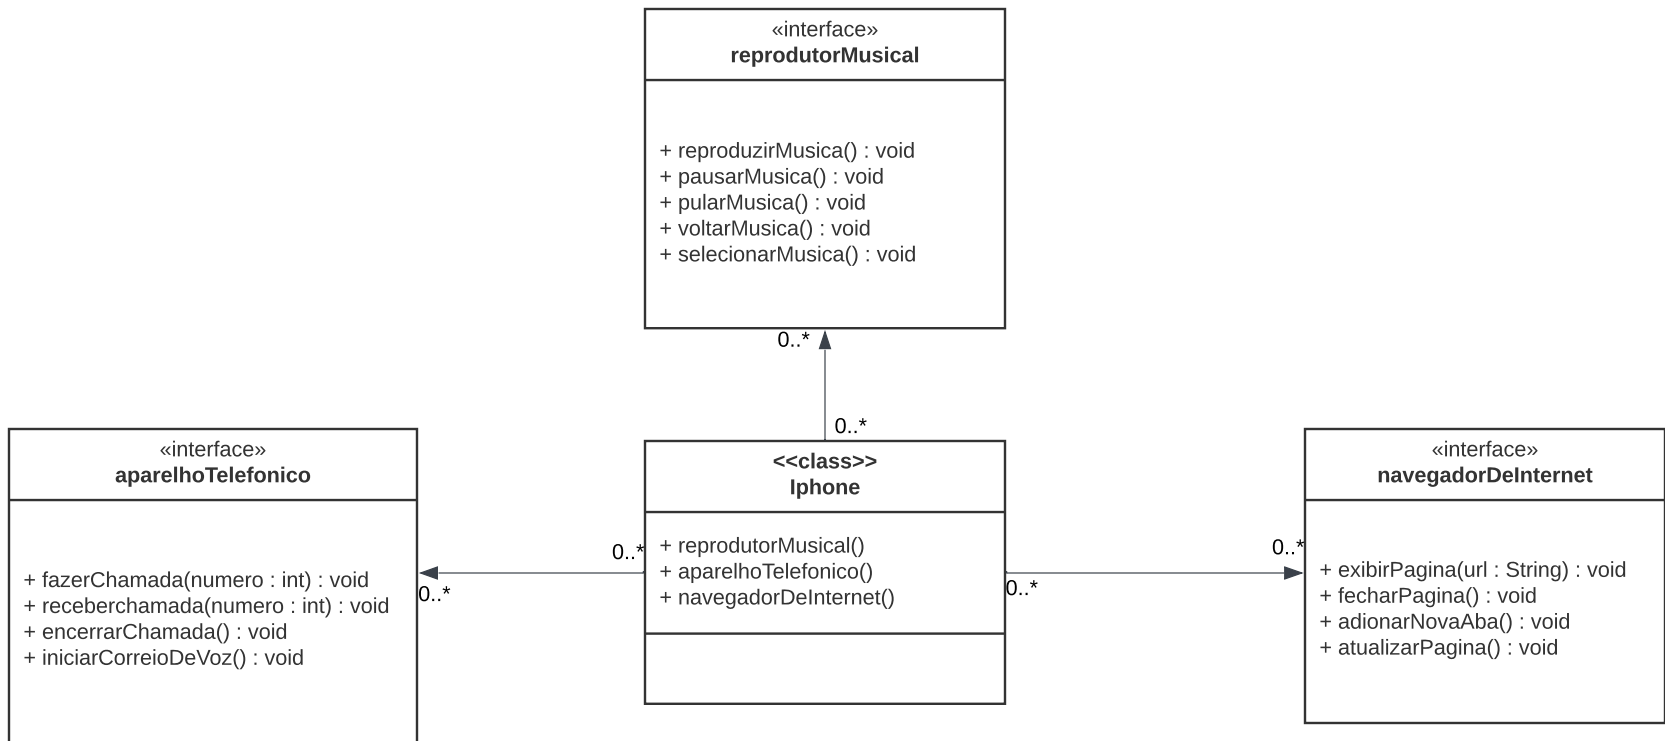 «interface»
reprodutorMusical
+ reproduzirMusica() : void
+ pausarMusica() : void
+ pularMusica() : void
+ voltarMusica() : void
+ selecionarMusica() : void
0..*
0..*
«interface»
aparelhoTelefonico
+ fazerChamada(numero : int) : void
+ receberchamada(numero : int) : void
+ encerrarChamada() : void
+ iniciarCorreioDeVoz() : void
0..*
0..*
<<class>>
Iphone
+ reprodutorMusical()
+ aparelhoTelefonico()
+ navegadorDeInternet()
0..*
0..*
«interface»
navegadorDeInternet
+ exibirPagina(url : String) : void
+ fecharPagina() : void
+ adionarNovaAba() : void
+ atualizarPagina() : void